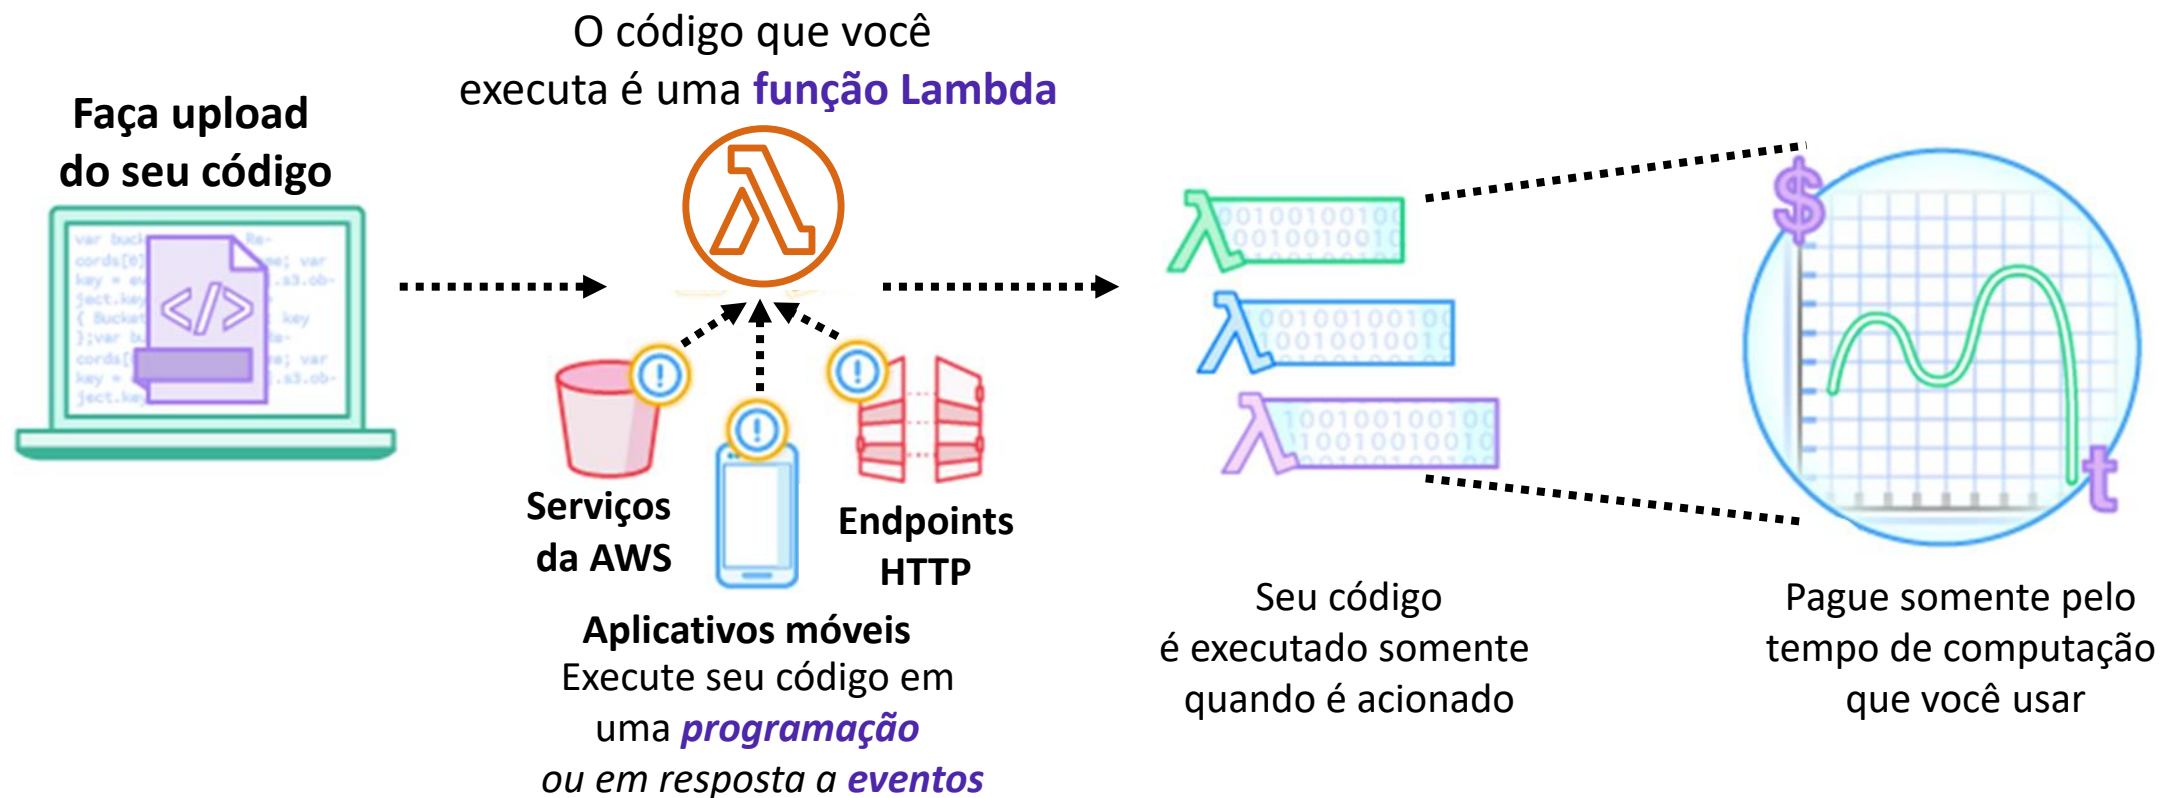 Faça upload
do seu código
O código que você
executa é uma função Lambda
Serviços
da AWS
Endpoints
HTTP
Aplicativos móveis
Execute seu código em
uma programação
ou em resposta a eventos
Seu código
é executado somente
quando é acionado
$
t
Pague somente pelo
tempo de computação
que você usar